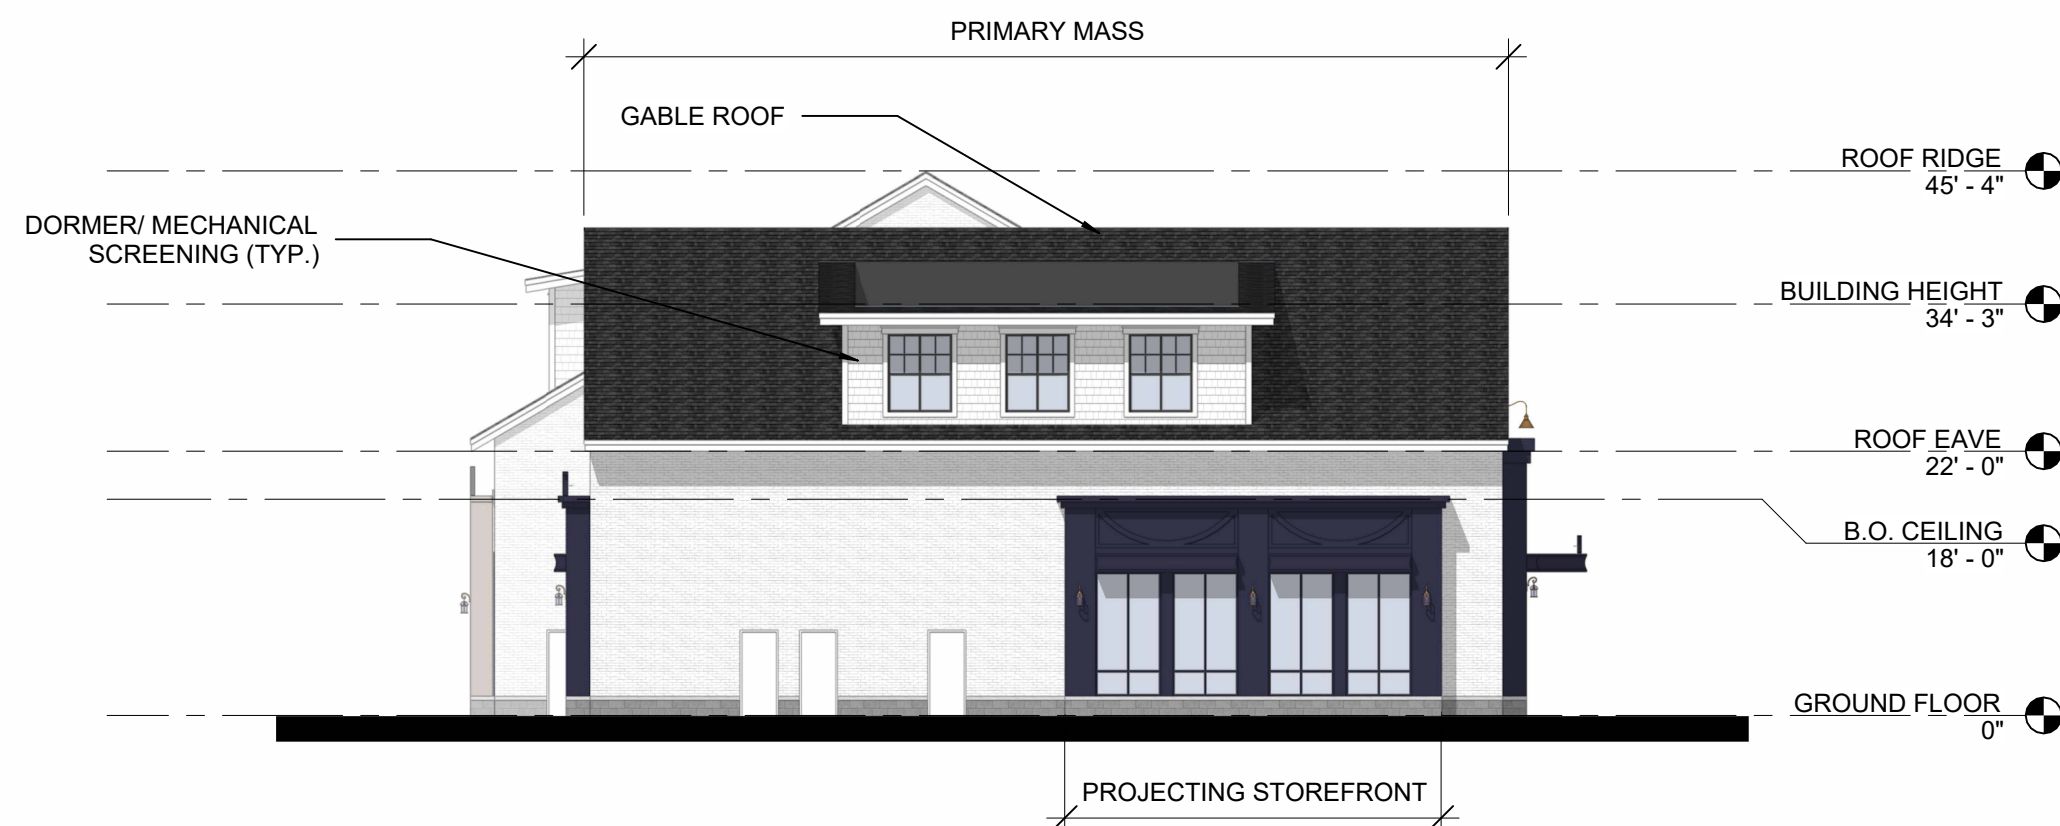 PRIMARY MASS
GABLE ROOF
ROOF RIDGE
45' - 4"
DORMER/ MECHANICAL
SCREENING (TYP.)
BUILDING HEIGHT
34' - 3"
ROOF EAVE
22' - 0"
B.O. CEILING
18' - 0"
GROUND FLOOR
0"
PROJECTING STOREFRONT